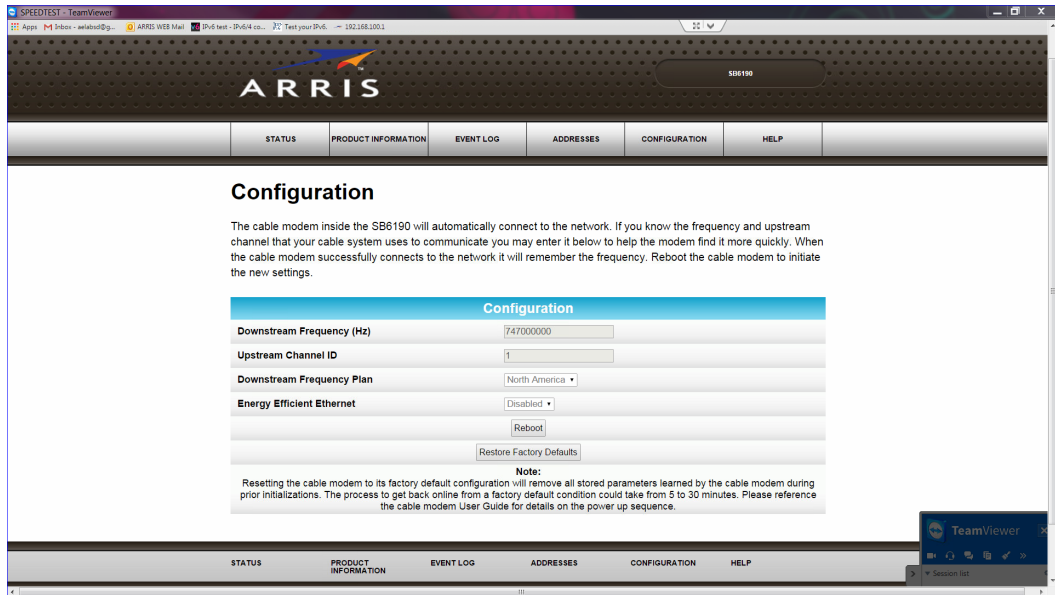 SPEEDTEST - TeamViewer
Apps Inbox - aelabsd@g... ARRIS WEB Mail IPv6 test - IPv6/4 co... Test your IPv6. 192.168.100.1
ARRIS
SB6190
STATUS PRODUCT INFORMATION EVENT LOG ADDRESSES CONFIGURATION HELP
Configuration
The cable modem inside the SB6190 will automatically connect to the network. If you know the frequency and upstream
channel that your cable system uses to communicate you may enter it below to help the modem find it more quickly. When
the cable modem successfully connects to the network it will remember the frequency. Reboot the cable modem to initiate
the new settings.
Configuration
Downstream Frequency (Hz) 747000000
Upstream Channel ID 1
Downstream Frequency Plan North America
Energy Efficient Ethernet Disabled
Reboot
Restore Factory Defaults
Note:
Resetting the cable modem to its factory default configuration will remove all stored parameters learned by the cable modem during
prior initializations. The process to get back online from a factory default condition could take from 5 to 30 minutes. Please reference
the cable modem User Guide for details on the power up sequence.
TeamViewer
Session list
STATUS PRODUCT INFORMATION EVENT LOG ADDRESSES CONFIGURATION HELP